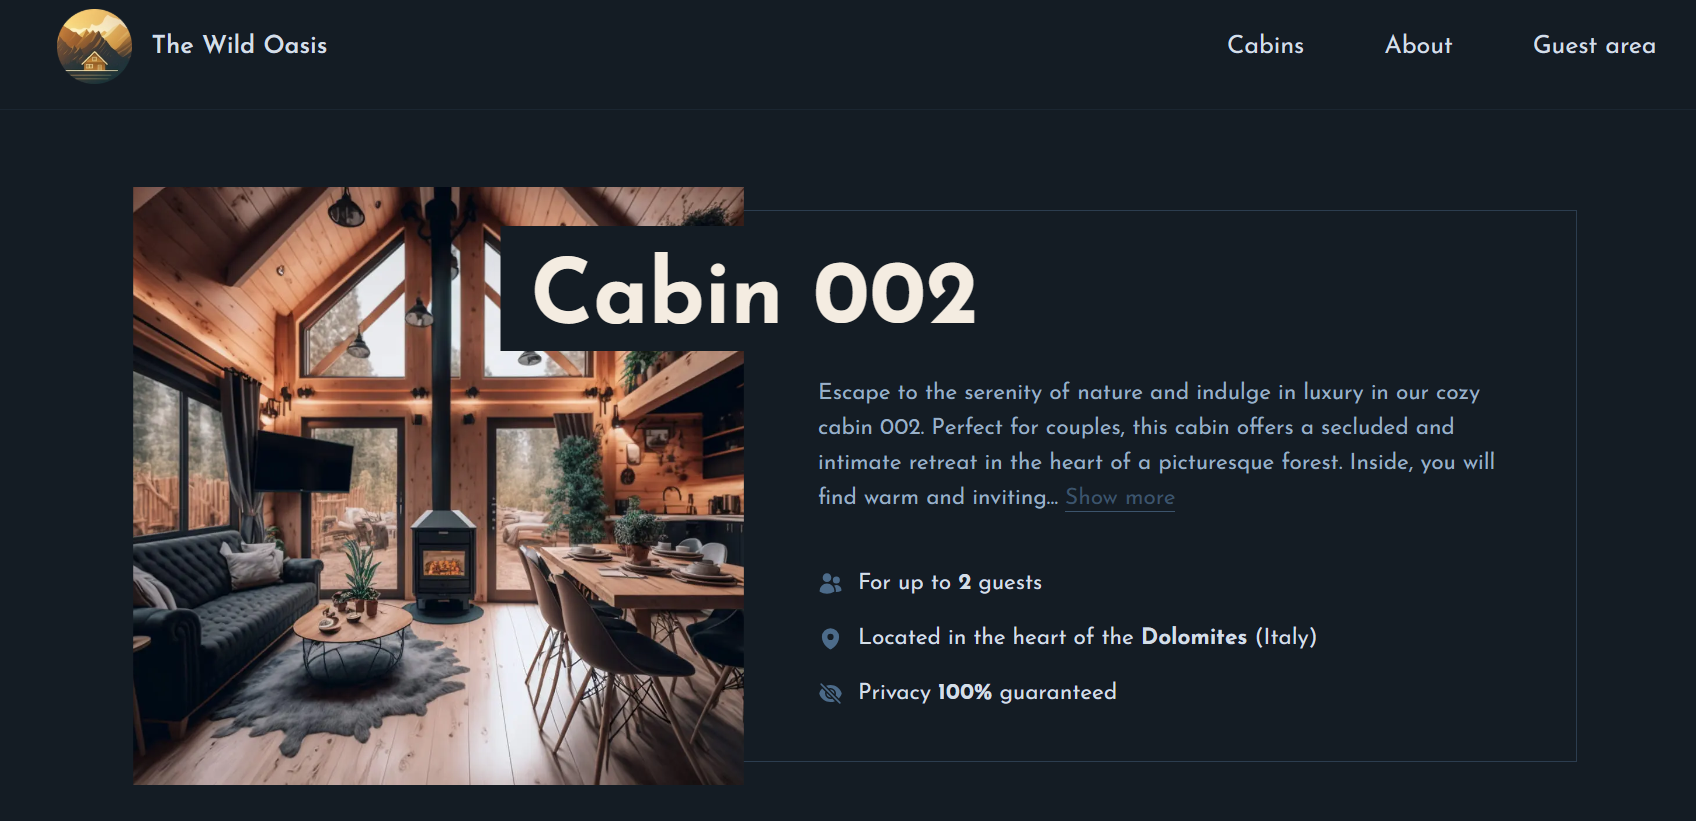 The Wild Oasis
Cabins
About
Guest area
Cabin 002
Escape to the serenity of nature and indulge in luxury in our cozy
cabin 002. Perfect for couples, this cabin offers a secluded and
intimate retreat in the heart of a picturesque forest. Inside, you will
find warm and inviting... Show more
For up to 2 guests
Located in the heart of the Dolomites (Italy)
Privacy 100% guaranteed